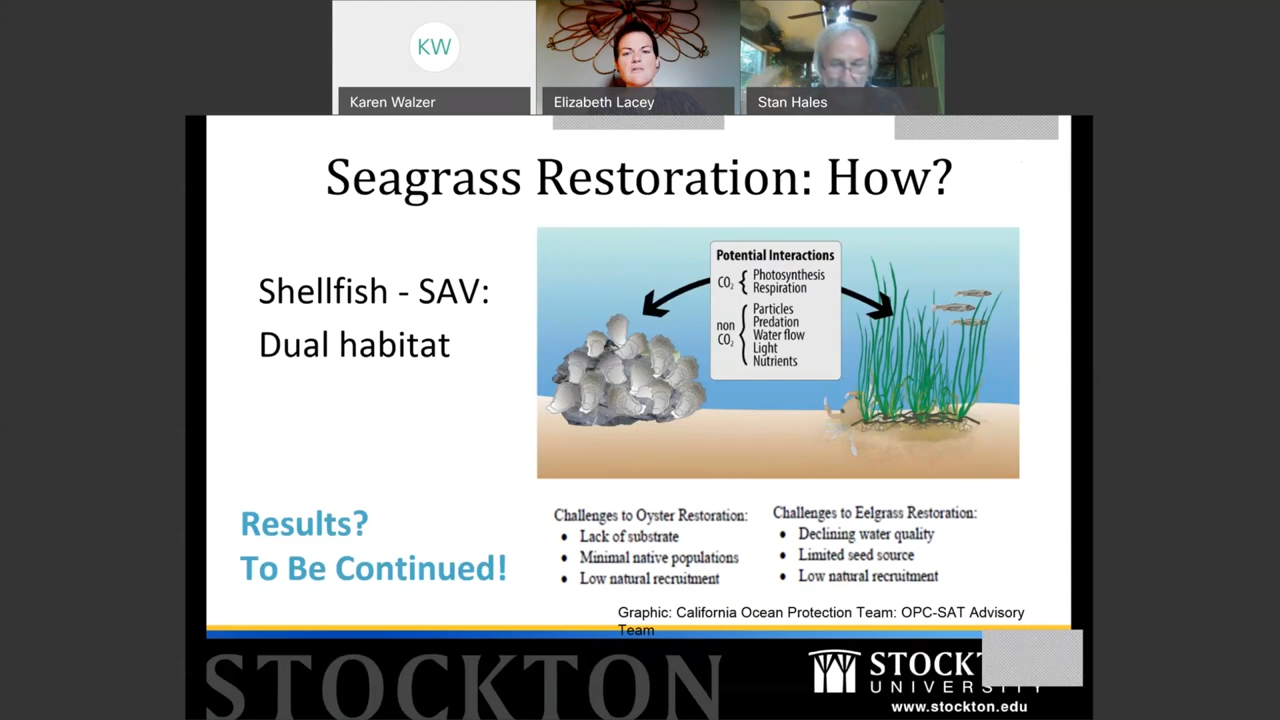 KW
Karen Walzer
Elizabeth Lacey
Stan Hales
Seagrass Restoration: How?
Shellfish - SAV:
Dual habitat
Potential Interactions
CO₂ { Photosynthesis
Respiration
non CO₂ { Particles
Predation
Water flow
Light
Nutrients
Results?
To Be Continued!
Challenges to Oyster Restoration:
• Lack of substrate
• Minimal native populations
• Low natural recruitment
Challenges to Eelgrass Restoration:
• Declining water quality
• Limited seed source
• Low natural recruitment
Graphic: California Ocean Protection Team: OPC-SAT Advisory
Team
STOCKTON
UNIVERSITY
www.stockton.edu